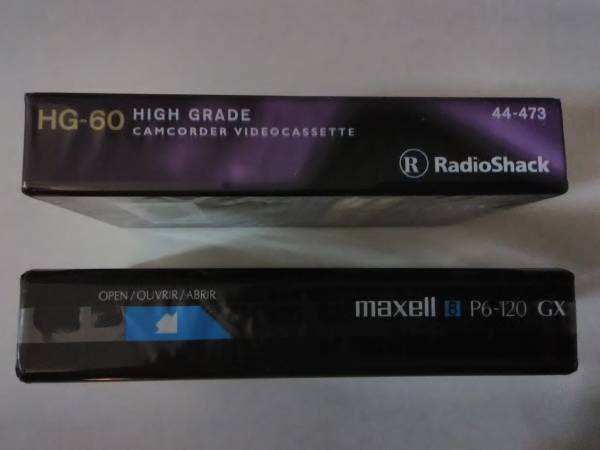 HG-60 HIGH GRADE 44-473
CAMCORDER VIDEOCASSETTE
R RadioShack
OPEN/OUVRIR/ABRIR
maxell 8 P6-120 GX